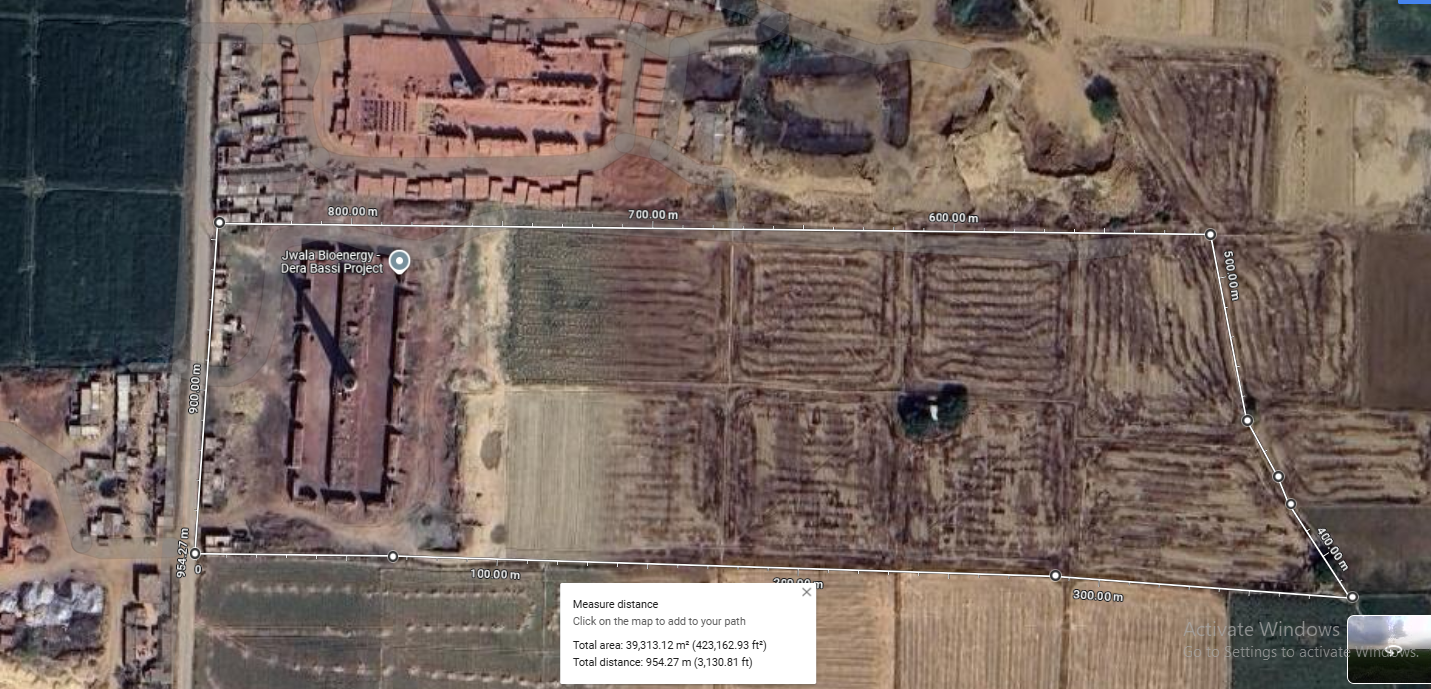 800.00 m
700.00 m
600.00 m
Jwala Bioenergy -
Dera Bassi Project
500.00 m
900.00 m
400.00 m
954.27 m
0
100.00 m
200.00 m
300.00 m
Measure distance
Click on the map to add to your path
Total area: 39,313.12 m² (423,162.93 ft²)
Total distance: 954.27 m (3,130.81 ft)
Activate Windows
Go to Settings to activate Windows.